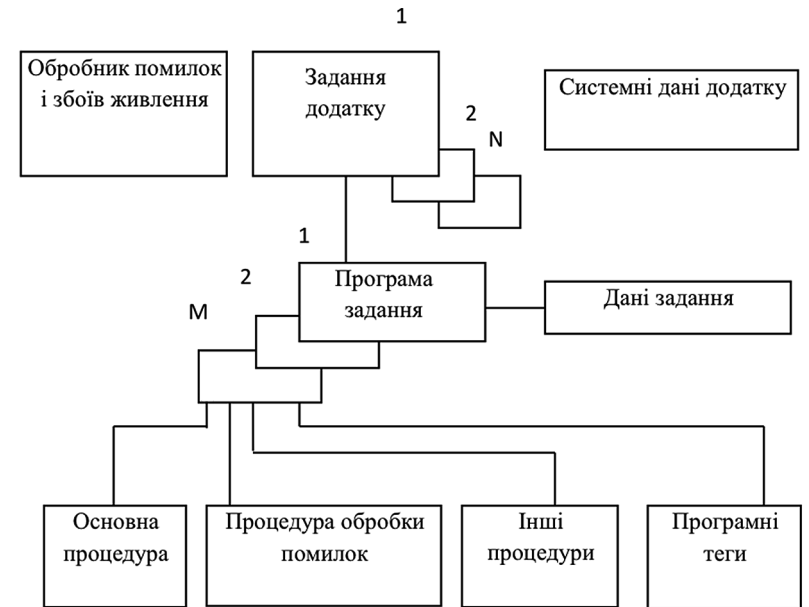 1
Обробник помилок
і збоїв живлення
Задання
додатку
Системні дані додатку
2
N
1
Програма
задання
2
Дані задання
M
Основна
процедура
Процедура обробки
помилок
Інші
процедури
Програмні
теги